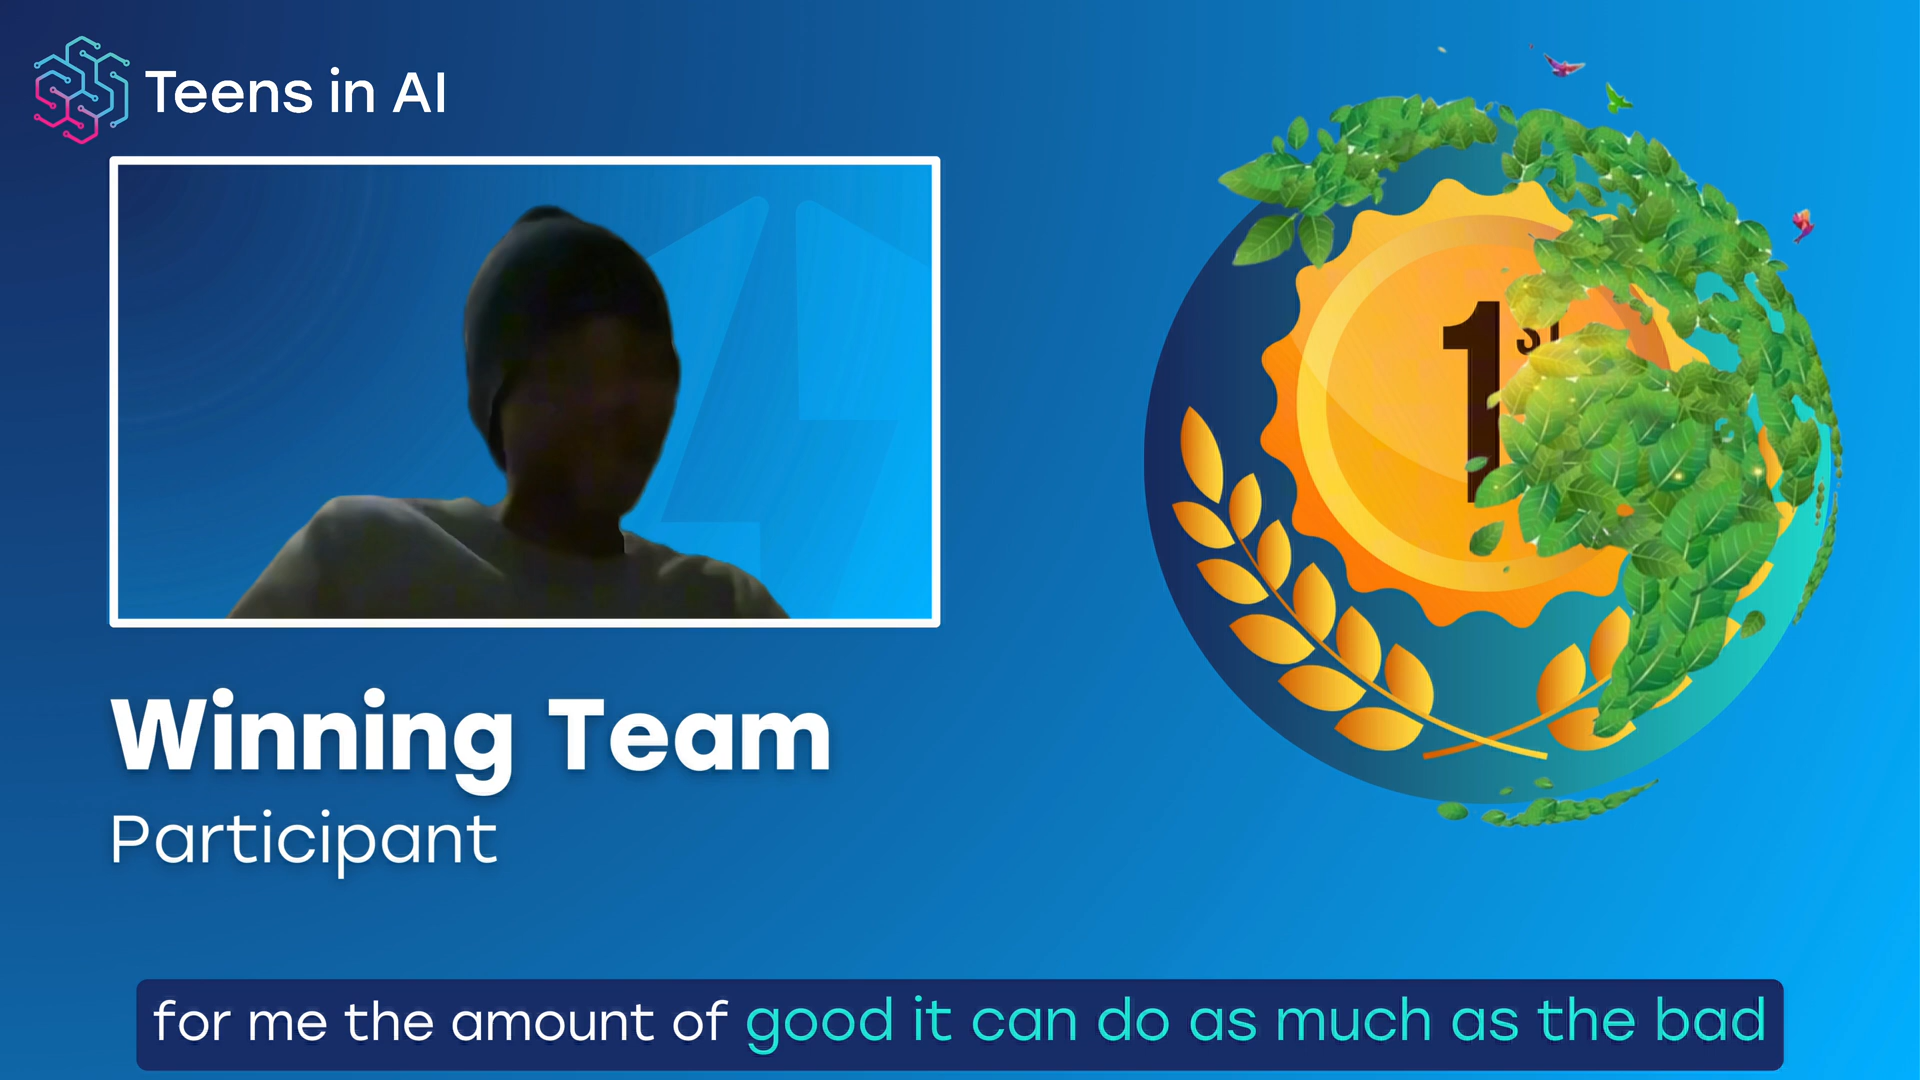 Teens in AI
1ST
Winning Team
Participant
for me the amount of good it can do as much as the bad